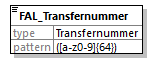 FAL_Transfernummer
type Transfernummer
pattern ([a-z0-9]{64})